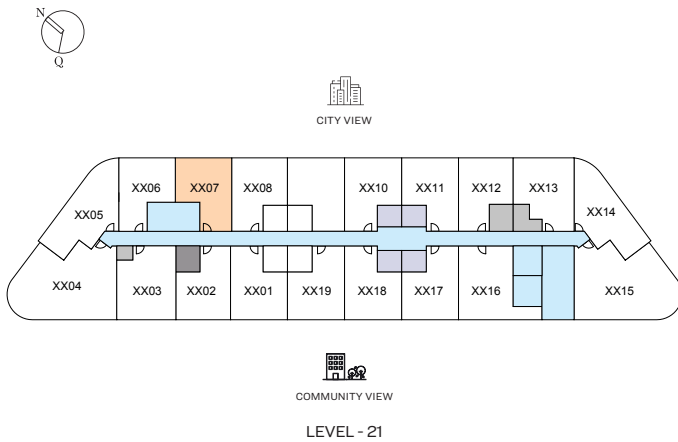 N
Q
CITY VIEW
XX06 XX07 XX08 XX10 XX11 XX12 XX13
XX05 XX14
XX04 XX03 XX02 XX01 XX19 XX18 XX17 XX16 XX15
COMMUNITY VIEW
LEVEL - 21